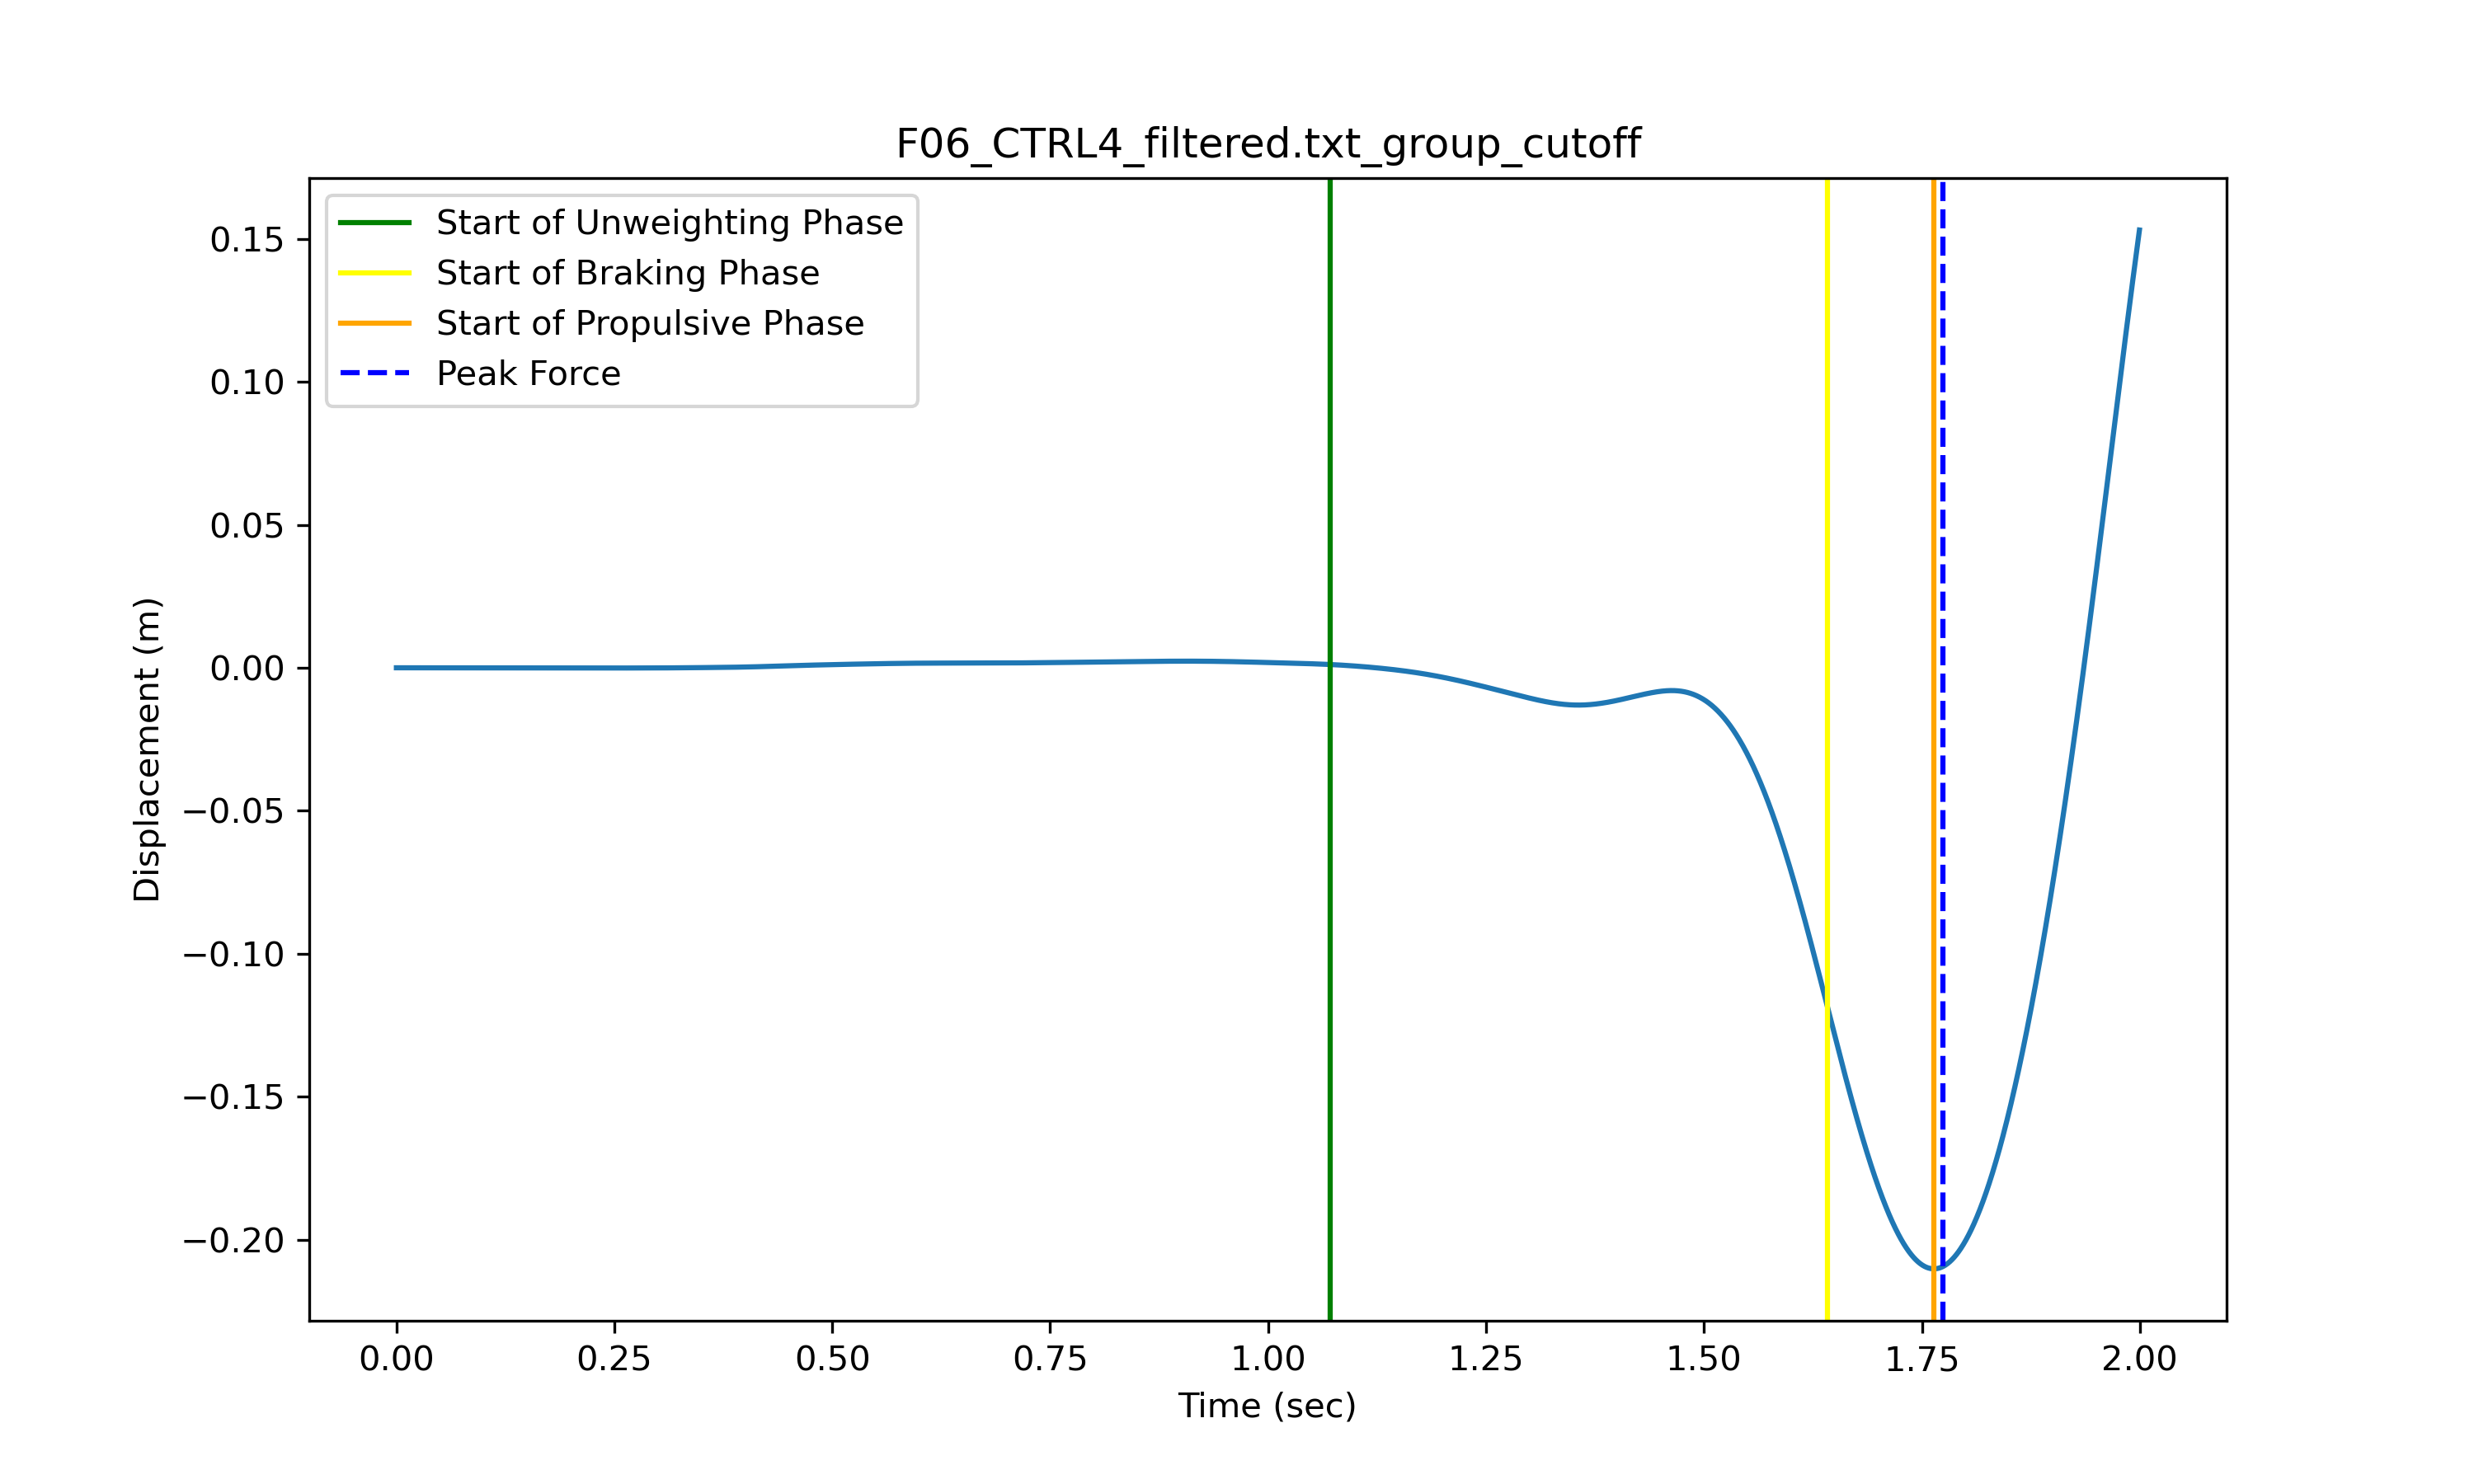 F06_CTRL4_filtered.txt_group_cutoff
Start of Unweighting Phase
Start of Braking Phase
Start of Propulsive Phase
Peak Force
0.15
0.10
0.05
0.00
−0.05
−0.10
−0.15
−0.20
Displacement (m)
0.00 0.25 0.50 0.75 1.00 1.25 1.50 1.75 2.00
Time (sec)